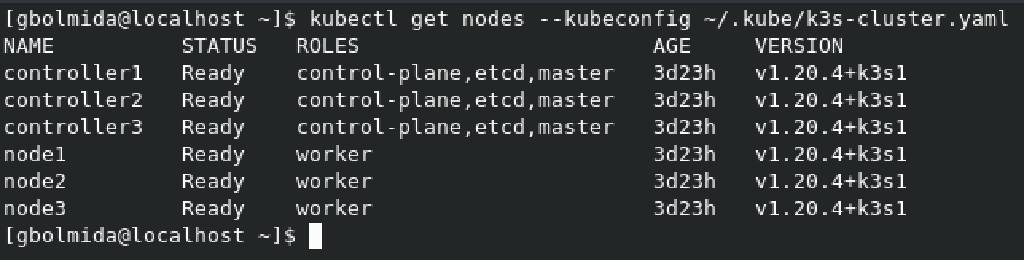 [gbolmida@localhost ~]$ kubectl get nodes --kubeconfig ~/.kube/k3s-cluster.yaml
NAME          STATUS   ROLES                       AGE     VERSION
controller1   Ready    control-plane,etcd,master   3d23h   v1.20.4+k3s1
controller2   Ready    control-plane,etcd,master   3d23h   v1.20.4+k3s1
controller3   Ready    control-plane,etcd,master   3d23h   v1.20.4+k3s1
node1         Ready    worker                      3d23h   v1.20.4+k3s1
node2         Ready    worker                      3d23h   v1.20.4+k3s1
node3         Ready    worker                      3d23h   v1.20.4+k3s1
[gbolmida@localhost ~]$